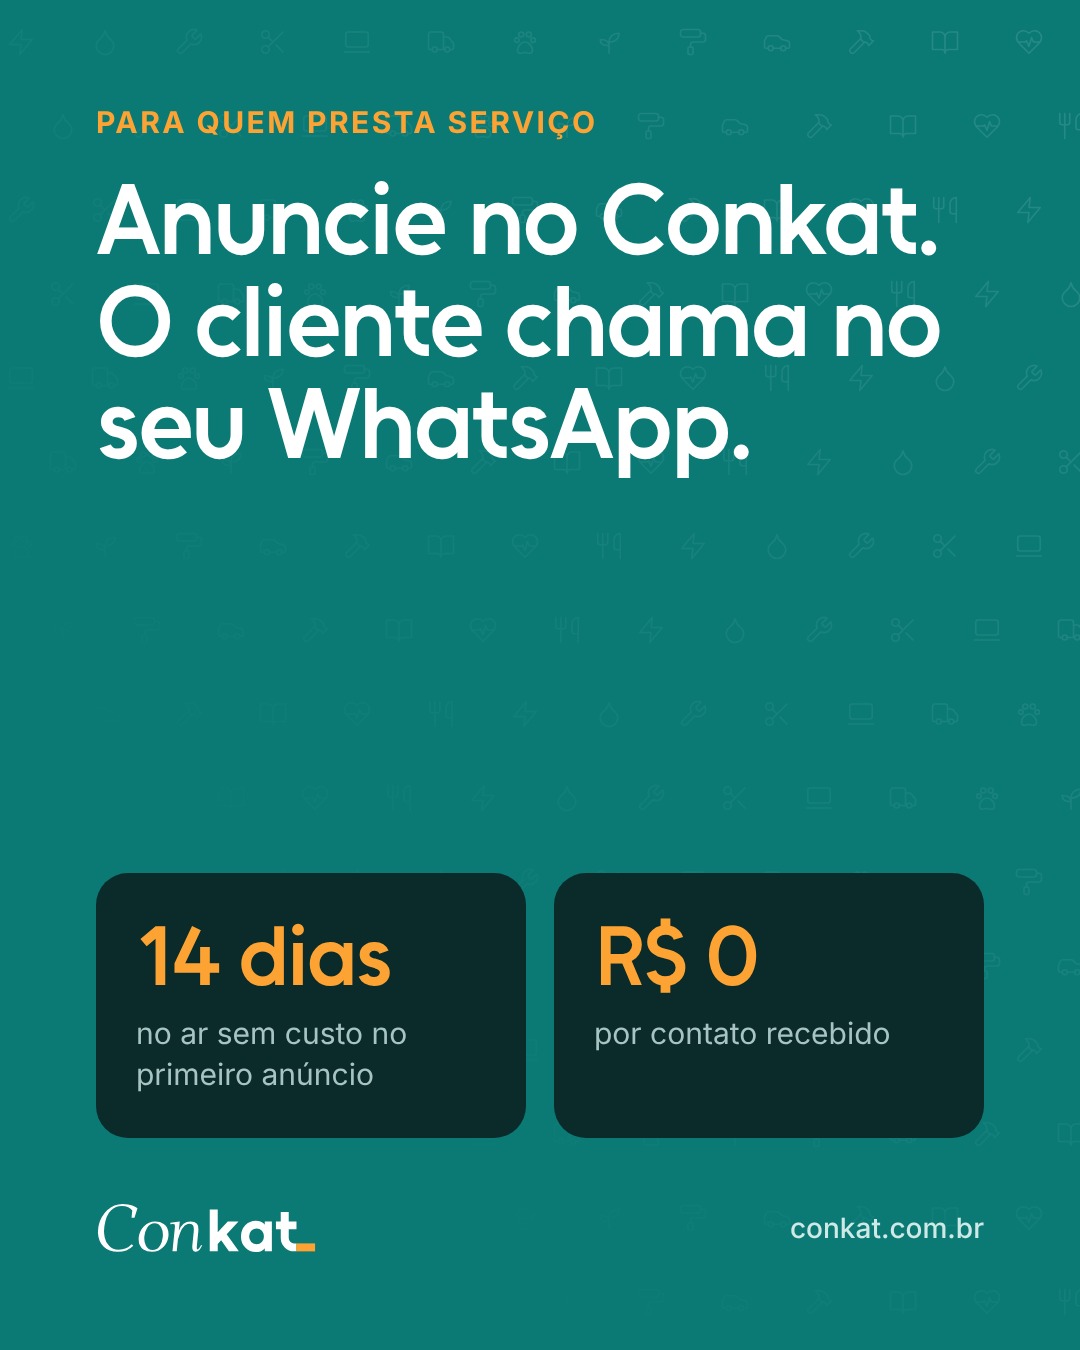 PARA QUEM PRESTA SERVIÇO
Anuncie no Conkat.
O cliente chama no
seu WhatsApp.
14 dias
no ar sem custo no
primeiro anúncio
R$ 0
por contato recebido
Conkat_
conkat.com.br